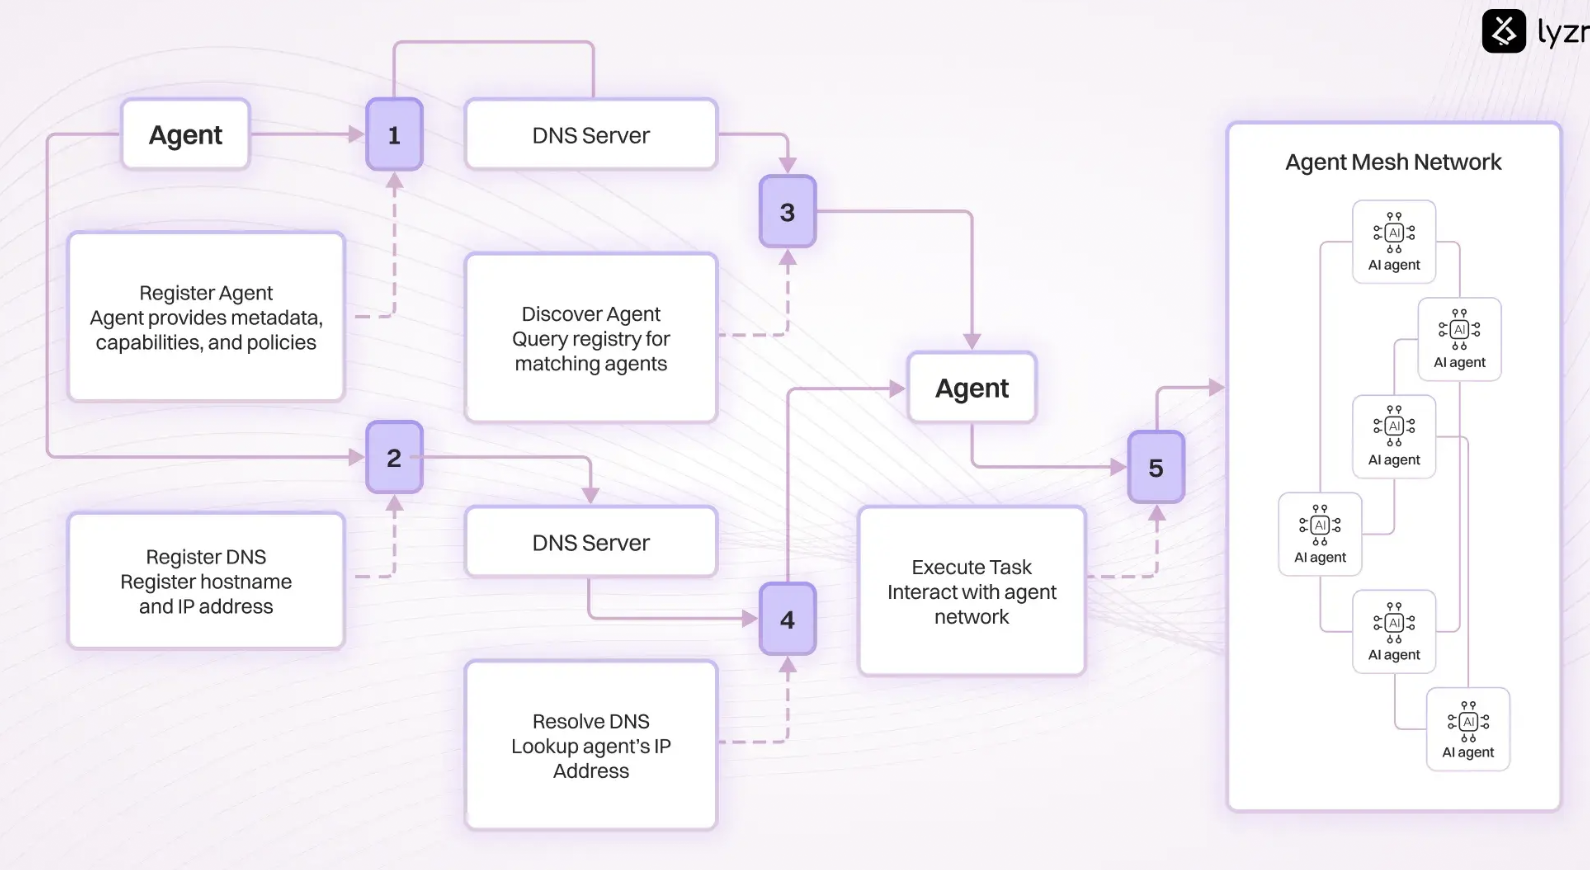 lyzr
Agent
1
DNS Server
Register Agent
Agent provides metadata,
capabilities, and policies
3
Discover Agent
Query registry for
matching agents
2
Register DNS
Register hostname
and IP address
DNS Server
4
Resolve DNS
Lookup agent's IP
Address
Agent
5
Execute Task
Interact with agent
network
Agent Mesh Network
AI
AI agent
AI
AI agent
AI
AI agent
AI
AI agent
AI
AI agent
AI
AI agent